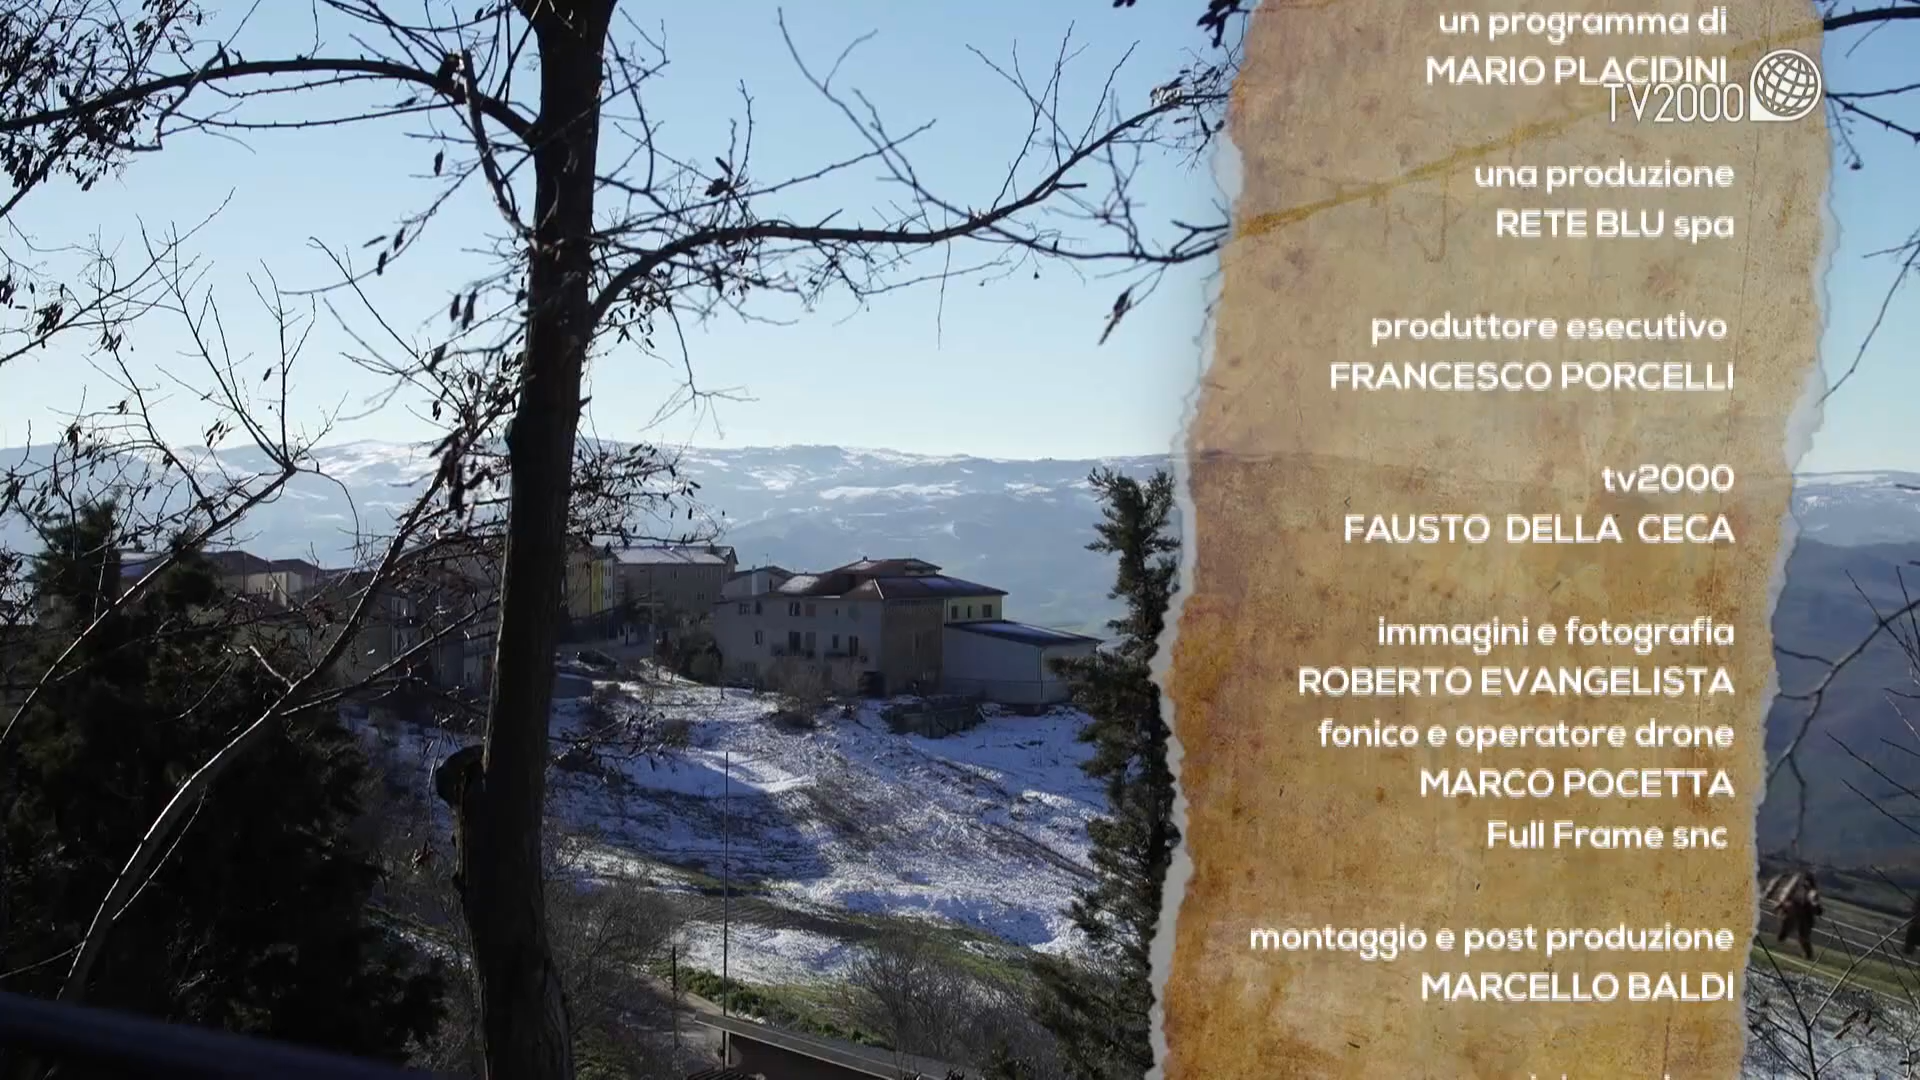 un programma di
MARIO PLACIDINI
TV2000
una produzione
RETE BLU spa
produttore esecutivo
FRANCESCO PORCELLI
tv2000
FAUSTO DELLA CECA
immagini e fotografia
ROBERTO EVANGELISTA
fonico e operatore drone
MARCO POCETTA
Full Frame snc
montaggio e post produzione
MARCELLO BALDI